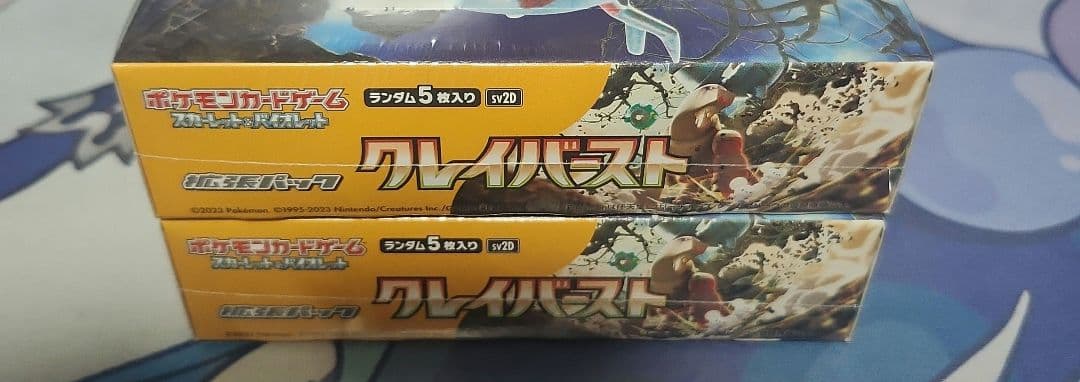 ポケモンカードゲーム
スカーレット&バイオレット
ランダム5枚入り sv2D
拡張パック
クレイバースト
©2023 Pokémon. ©1995-2023 Nintendo/Creatures Inc./
ポケモンカードゲーム
スカーレット&バイオレット
ランダム5枚入り sv2D
拡張パック
クレイバースト